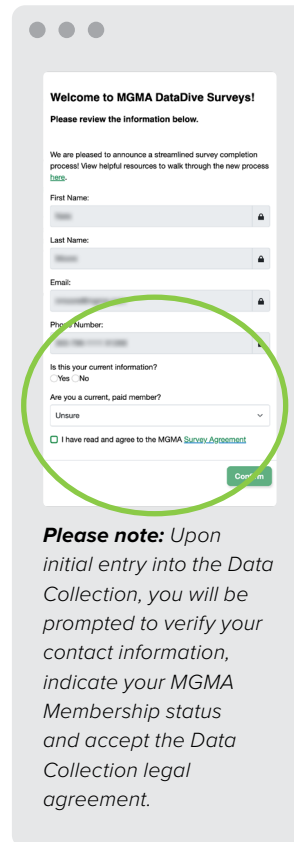 Welcome to MGMA DataDive Surveys!
Please review the information below.
We are pleased to announce a streamlined survey completion
process! View helpful resources to walk through the new process
here.
First Name:
Last Name:
Email:
Phone Number:
Is this your current information?
Yes No
Are you a current, paid member?
Unsure
I have read and agree to the MGMA Survey Agreement
Confirm
Please note: Upon
initial entry into the Data
Collection, you will be
prompted to verify your
contact information,
indicate your MGMA
Membership status
and accept the Data
Collection legal
agreement.